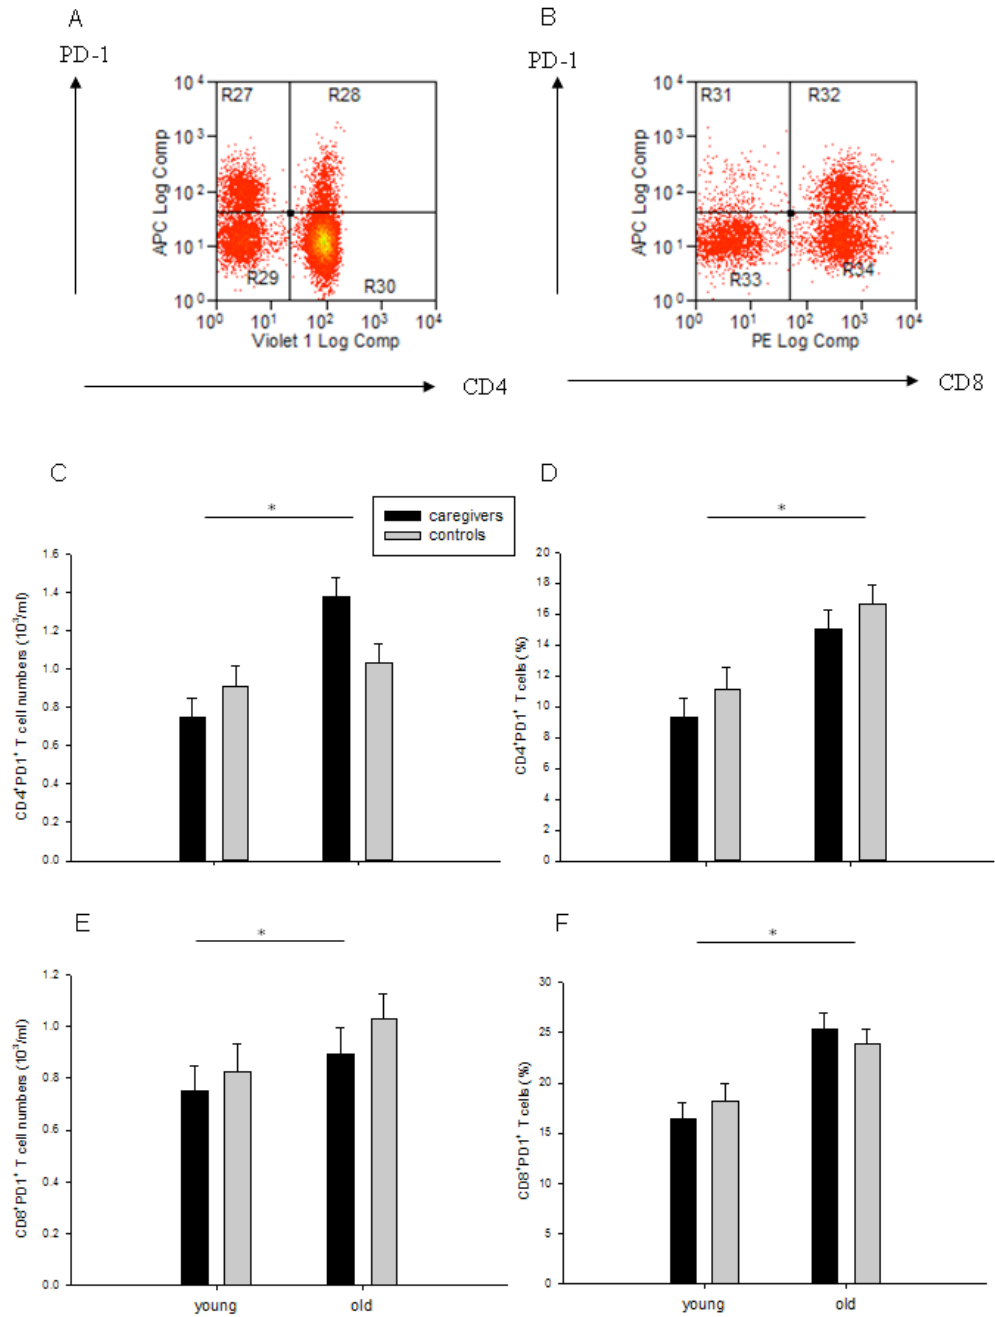 A
PD-1
10⁴
10³
10²
10¹
10⁰
APC Log Comp
R27
R28
R29
R30
10⁰ 10¹ 10² 10³ 10⁴
Violet 1 Log Comp
CD4
B
PD-1
10⁴
10³
10²
10¹
10⁰
APC Log Comp
R31
R32
R33
R34
10⁰ 10¹ 10² 10³ 10⁴
PE Log Comp
CD8
C
*
caregivers
controls
1.6
1.4
1.2
1.0
0.8
0.6
0.4
0.2
0.0
CD4⁺PD1⁺ T cell numbers (10³/ml)
D
*
20
18
16
14
12
10
8
6
4
2
0
CD4⁺PD1⁺ T cells (%)
E
*
1.2
1.0
0.8
0.6
0.4
0.2
0.0
CD8⁺PD1⁺ T cell numbers (10³/ml)
young old
F
*
30
25
20
15
10
5
0
CD8⁺PD1⁺ T cells (%)
young old